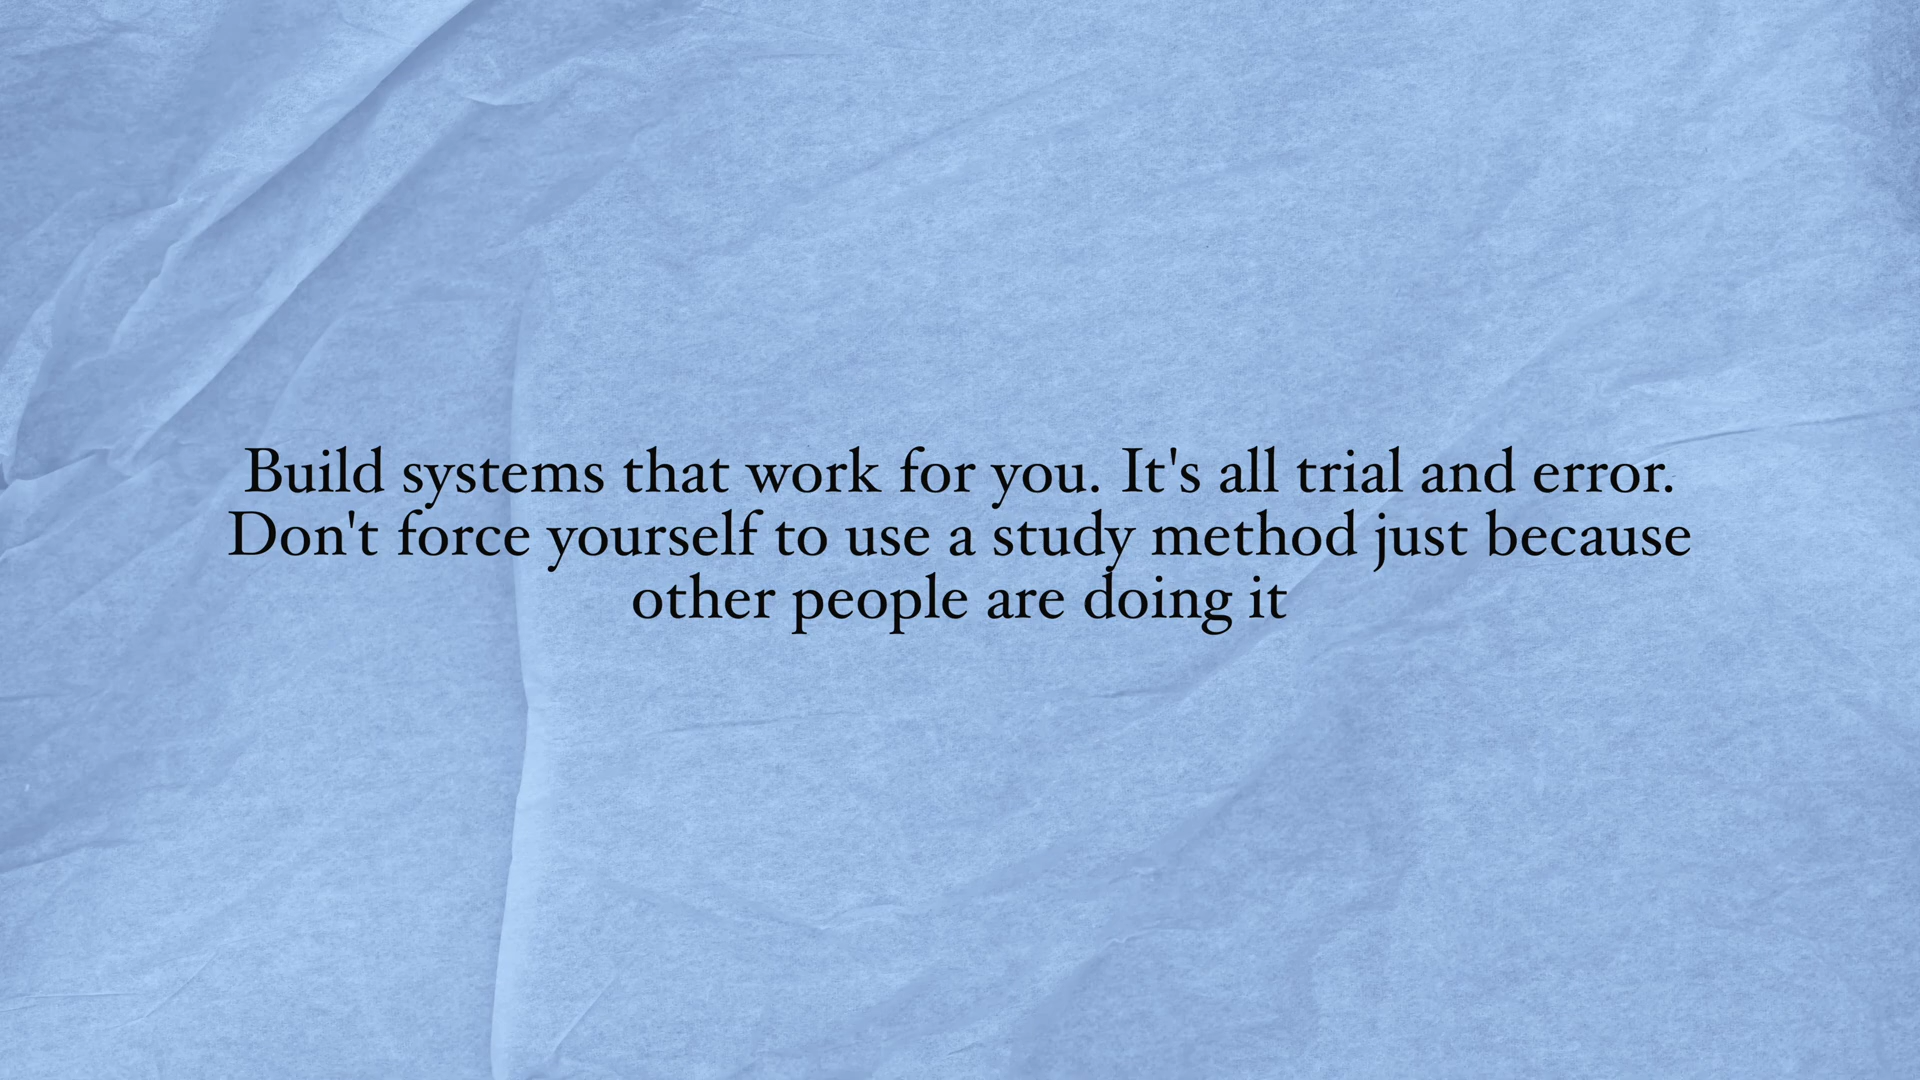 Build systems that work for you. It's all trial and error.
Don't force yourself to use a study method just because
other people are doing it